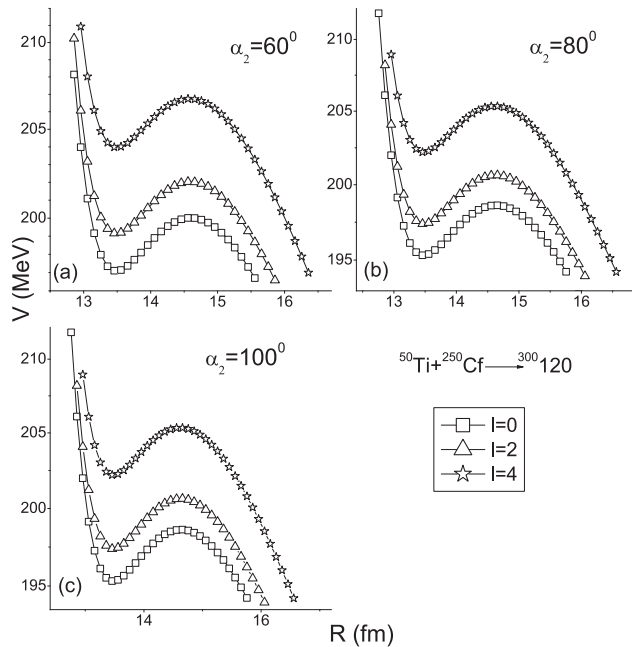 α₂=60⁰
210
205
200
V (MeV)
(a)
13 14 15 16
α₂=80⁰
210
205
200
195
(b)
13 14 15 16
α₂=100⁰
210
205
200
195
(c)
14 16
R (fm)
⁵⁰Ti+²⁵⁰Cf⟶³⁰⁰120
l=0
l=2
l=4